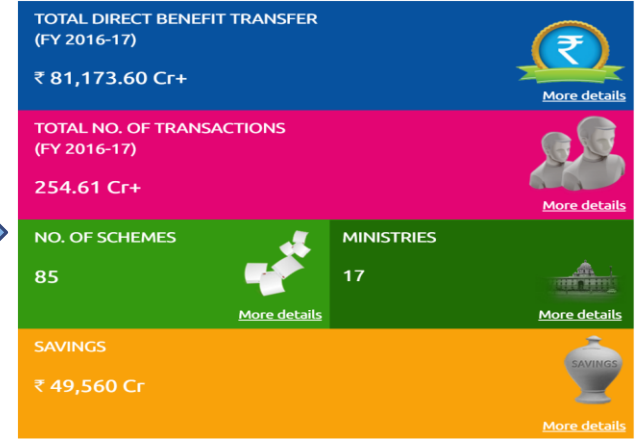 TOTAL DIRECT BENEFIT TRANSFER
(FY 2016-17)
₹ 81,173.60 Cr+
₹
More details
TOTAL NO. OF TRANSACTIONS
(FY 2016-17)
254.61 Cr+
More details
NO. OF SCHEMES
85
More details
MINISTRIES
17
More details
SAVINGS
₹ 49,560 Cr
SAVINGS
More details